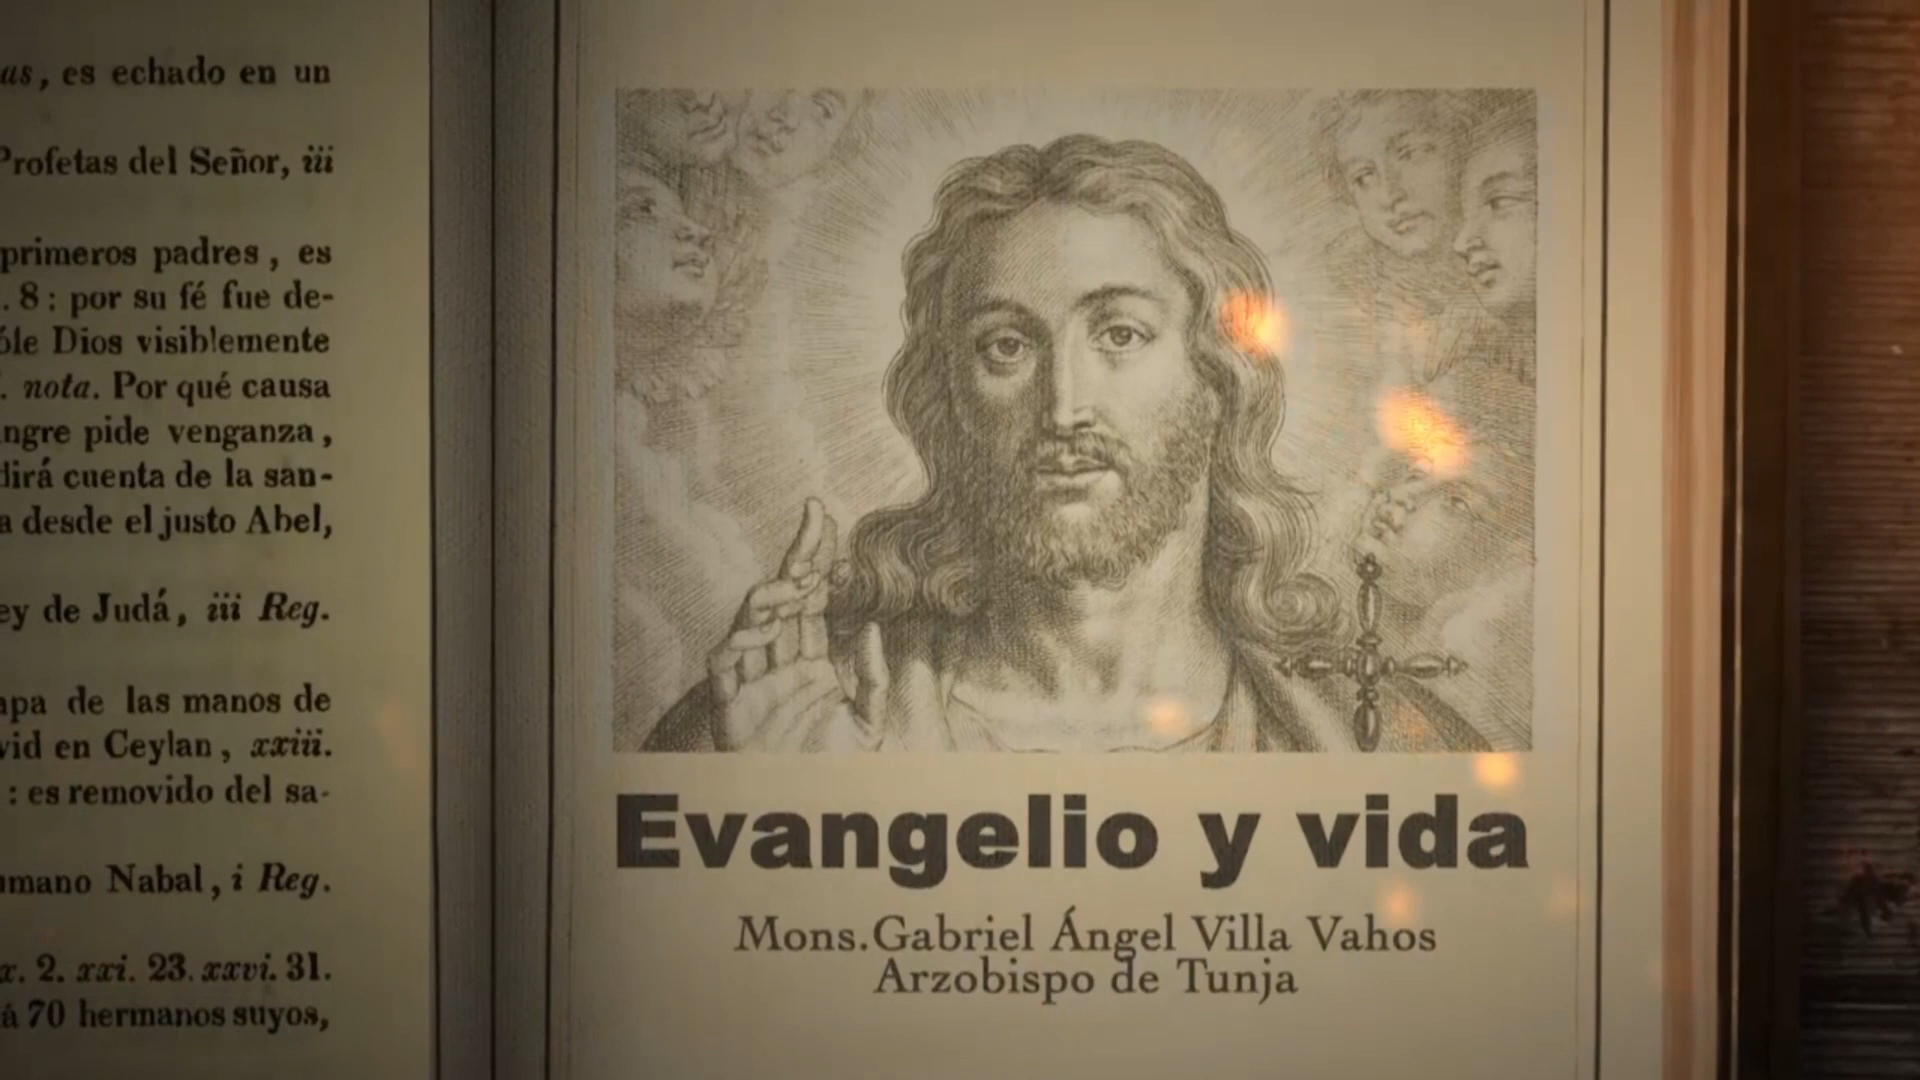 as, es echado en un
Profetas del Señor, iii
primeros padres, es
. 8: por su fé fue de-
óle Dios visiblemente
. nota. Por qué causa
ngre pide venganza,
dirá cuenta de la san-
a desde el justo Abel,
ey de Judá, iii Reg.
apa de las manos de
vid en Ceylan, xxiii.
: es removido del sa-
umano Nabal, i Reg.
x. 2. xxi. 23. xxvi. 31.
á 70 hermanos suyos,
Evangelio y vida
Mons.Gabriel Ángel Villa Vahos
Arzobispo de Tunja